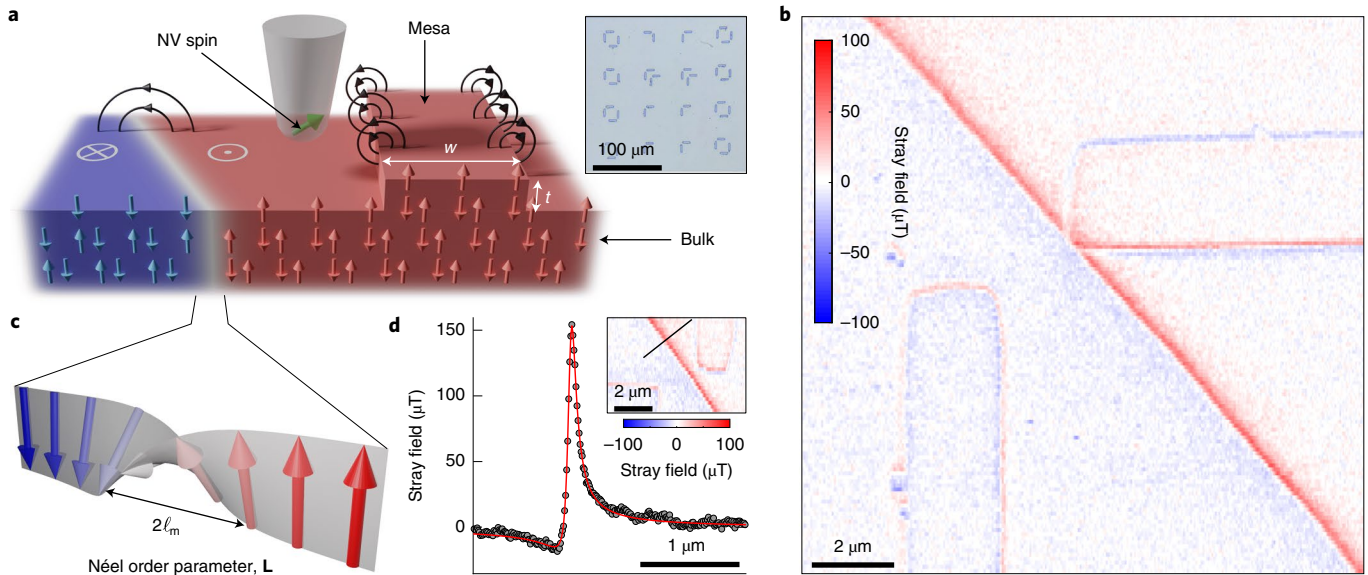 a
NV spin
Mesa
w
t
100 μm
Bulk
b
100
50
0
−50
−100
Stray field (μT)
2 μm
c
2ℓm
Néel order parameter, L
d
150
100
50
0
Stray field (μT)
1 μm
2 μm
−100 0 100
Stray field (μT)